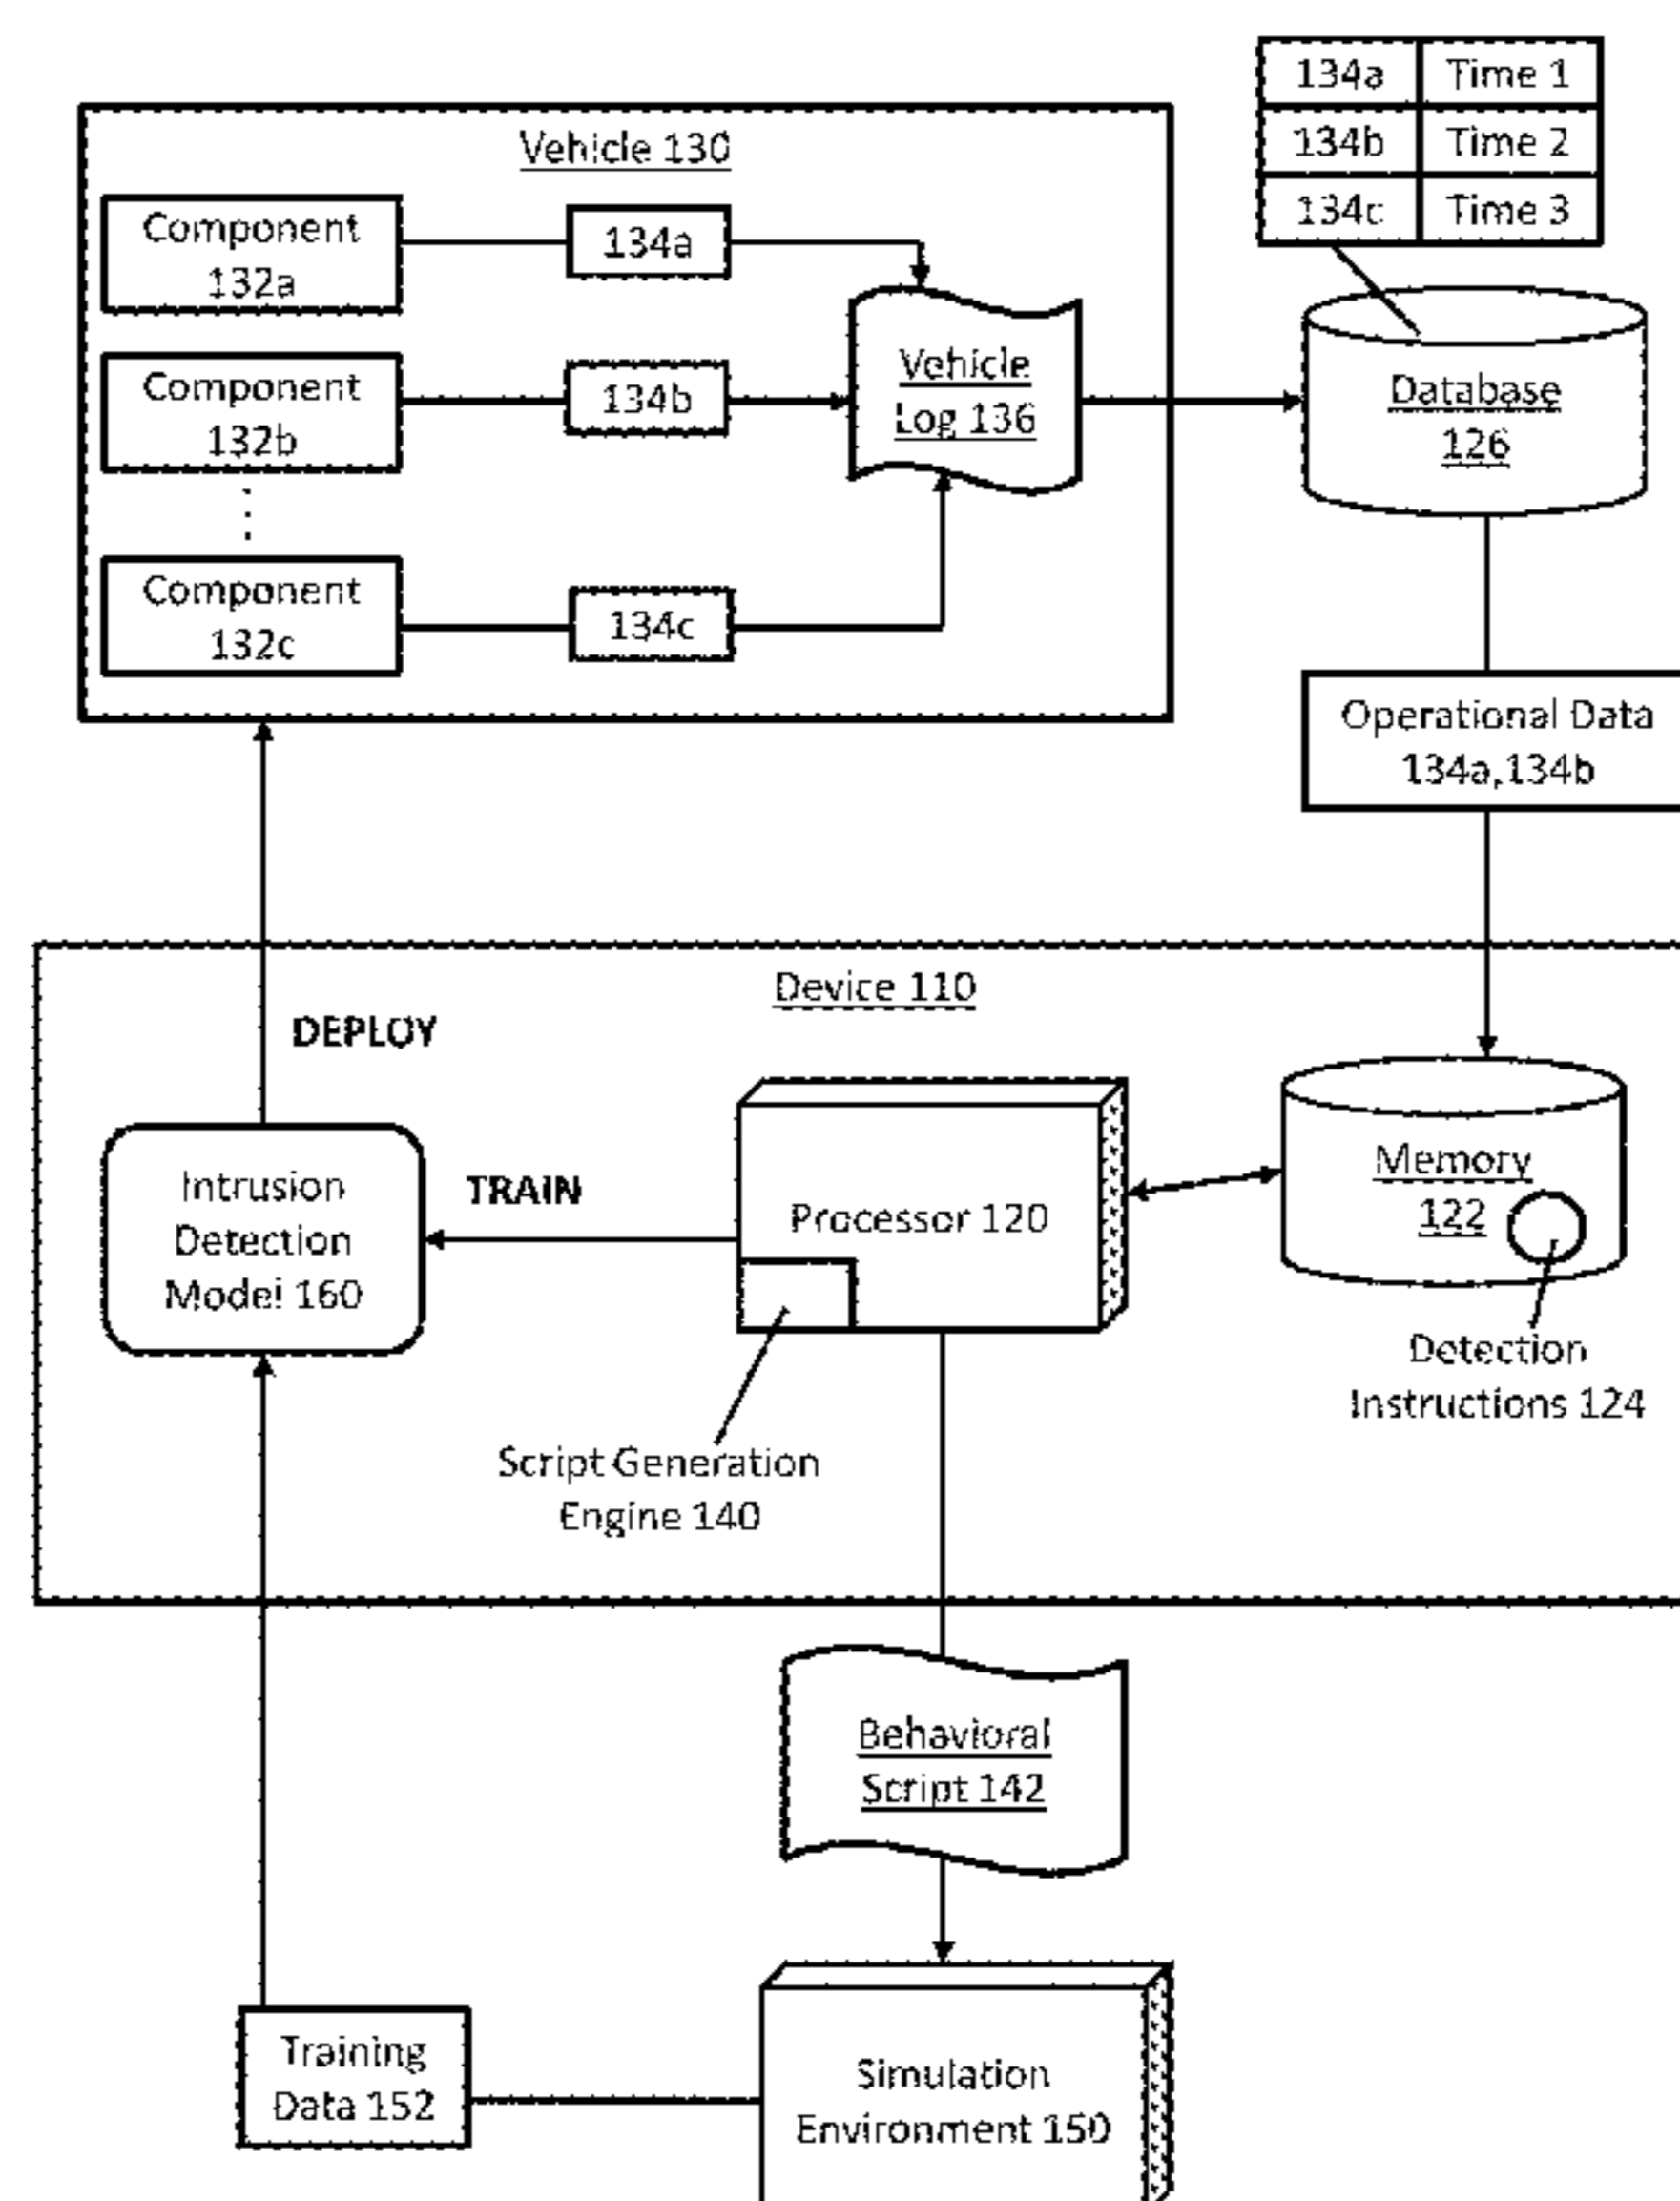 134a Time 1
134b Time 2
134c Time 3
Vehicle 130
Component
132a
134a
Component
132b
134b
Vehicle
Log 136
Database
126
Component
132c
134c
Operational Data
134a,134b
Device 110
DEPLOY
Intrusion
Detection
Model 160
TRAIN
Processor 120
Memory
122
Detection
Instructions 124
Script Generation
Engine 140
Behavioral
Script 142
Training
Data 152
Simulation
Environment 150